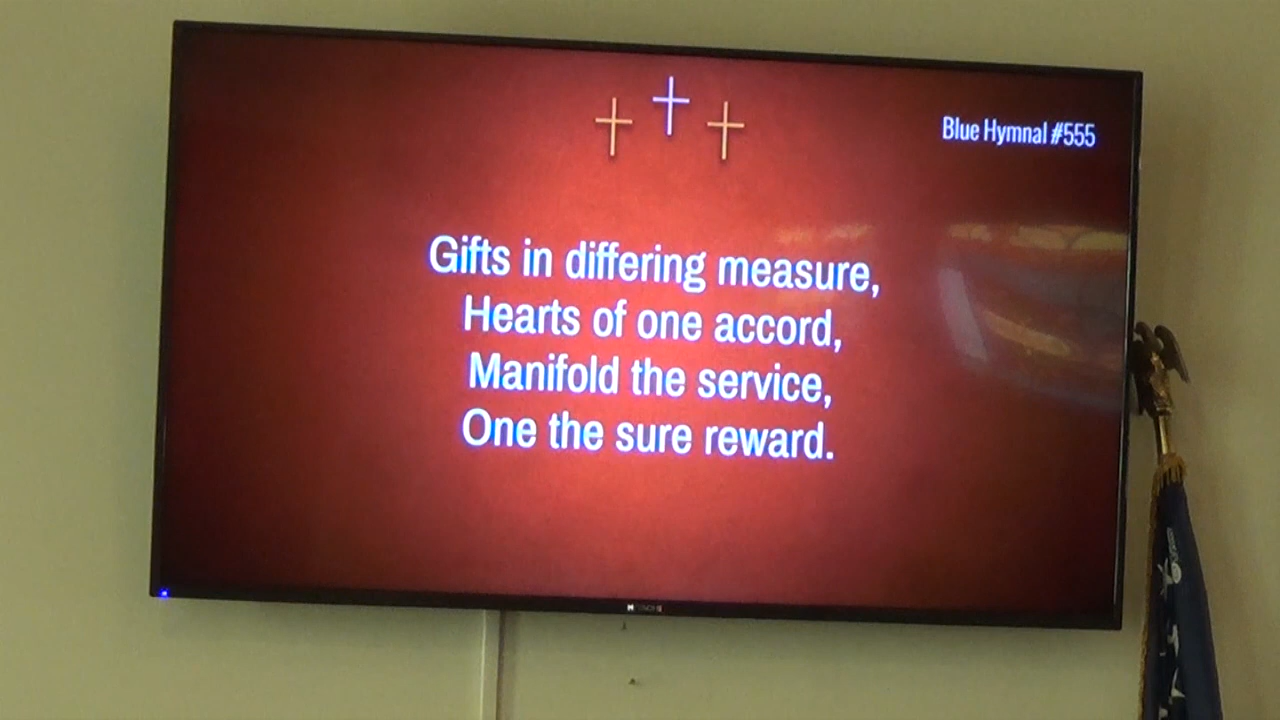 Blue Hymnal #555
Gifts in differing measure,
Hearts of one accord,
Manifold the service,
One the sure reward.